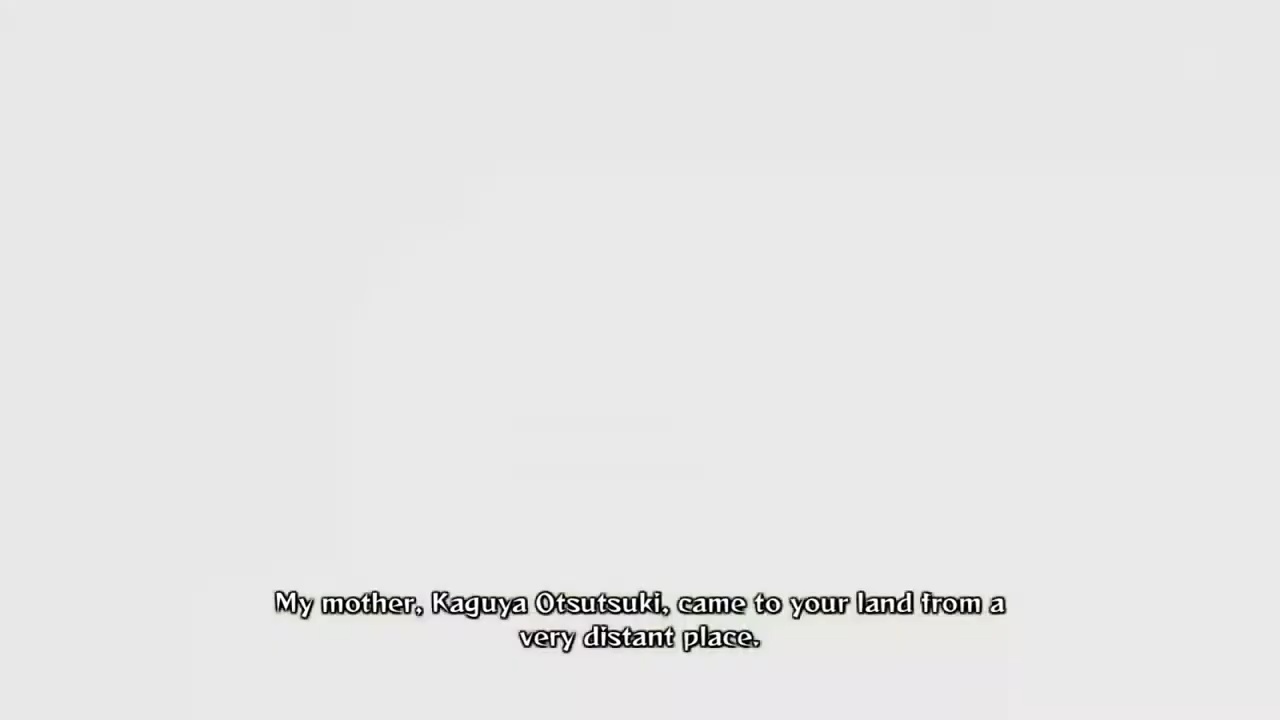 My mother, Kaguya Otsutsuki, came to your land from a
very distant place.